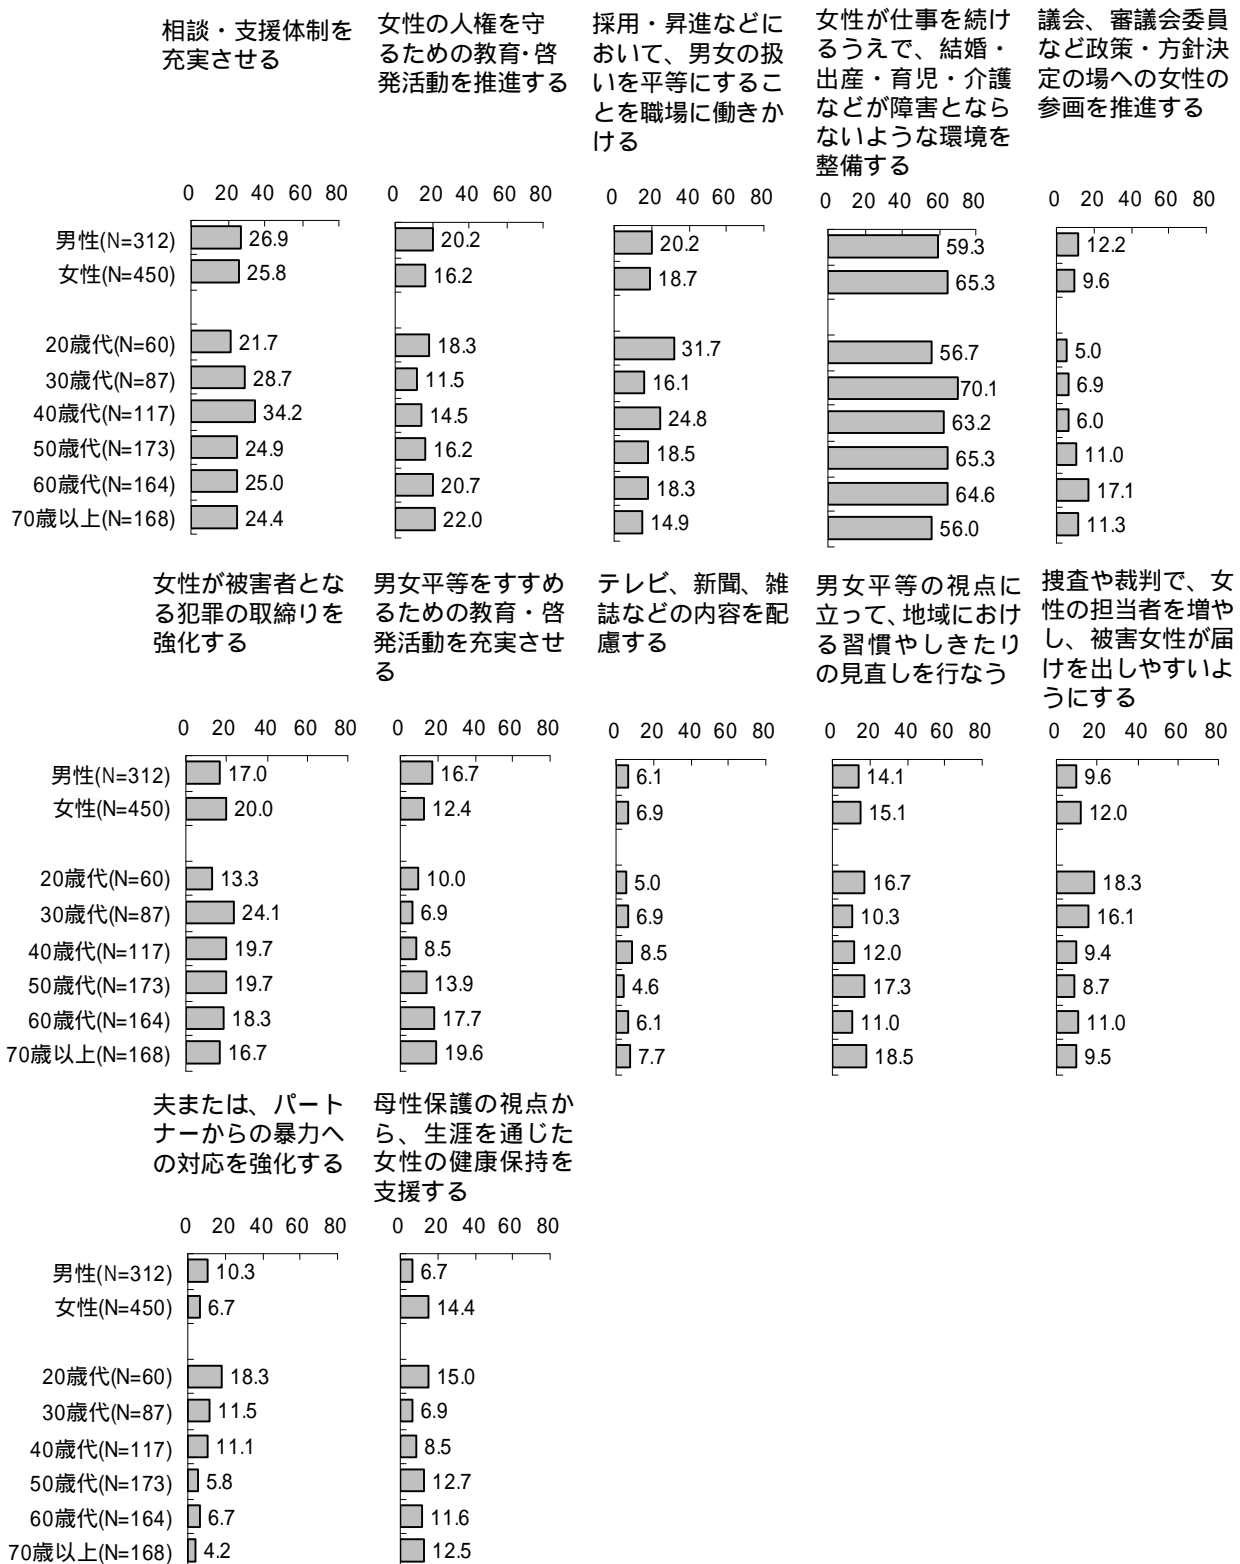 相談・支援体制を
充実させる
女性の人権を守
るための教育・啓
発活動を推進する
採用・昇進などに
おいて、男女の扱
いを平等にするこ
とを職場に働きか
ける
女性が仕事を続け
るうえで、結婚・
出産・育児・介護
などが障害となら
ないような環境を
整備する
議会、審議会委員
など政策・方針決
定の場への女性の
参画を推進する
0 20 40 60 80 0 20 40 60 80 0 20 40 60 80 0 20 40 60 80 0 20 40 60 80
男性(N=312) 26.9 20.2 20.2 59.3 12.2
女性(N=450) 25.8 16.2 18.7 65.3 9.6
20歳代(N=60) 21.7 18.3 31.7 56.7 5.0
30歳代(N=87) 28.7 11.5 16.1 70.1 6.9
40歳代(N=117) 34.2 14.5 24.8 63.2 6.0
50歳代(N=173) 24.9 16.2 18.5 65.3 11.0
60歳代(N=164) 25.0 20.7 18.3 64.6 17.1
70歳以上(N=168) 24.4 22.0 14.9 56.0 11.3
女性が被害者とな
る犯罪の取締りを
強化する
男女平等をすすめ
るための教育・啓
発活動を充実させ
る
テレビ、新聞、雑
誌などの内容を配
慮する
男女平等の視点に
立って、地域におけ
る習慣やしきたり
の見直しを行なう
捜査や裁判で、女
性の担当者を増や
し、被害女性が届
けを出しやすいよ
うにする
0 20 40 60 80 0 20 40 60 80 0 20 40 60 80 0 20 40 60 80 0 20 40 60 80
男性(N=312) 17.0 16.7 6.1 14.1 9.6
女性(N=450) 20.0 12.4 6.9 15.1 12.0
20歳代(N=60) 13.3 10.0 5.0 16.7 18.3
30歳代(N=87) 24.1 6.9 6.9 10.3 16.1
40歳代(N=117) 19.7 8.5 8.5 12.0 9.4
50歳代(N=173) 19.7 13.9 4.6 17.3 8.7
60歳代(N=164) 18.3 17.7 6.1 11.0 11.0
70歳以上(N=168) 16.7 19.6 7.7 18.5 9.5
夫または、パート
ナーからの暴力へ
の対応を強化する
母性保護の視点か
ら、生涯を通じた
女性の健康保持を
支援する
0 20 40 60 80 0 20 40 60 80
男性(N=312) 10.3 6.7
女性(N=450) 6.7 14.4
20歳代(N=60) 18.3 15.0
30歳代(N=87) 11.5 6.9
40歳代(N=117) 11.1 8.5
50歳代(N=173) 5.8 12.7
60歳代(N=164) 6.7 11.6
70歳以上(N=168) 4.2 12.5